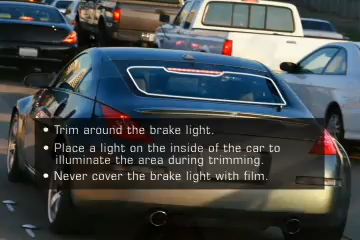 • Trim around the brake light.
• Place a light on the inside of the car to
illuminate the area during trimming.
• Never cover the brake light with film.